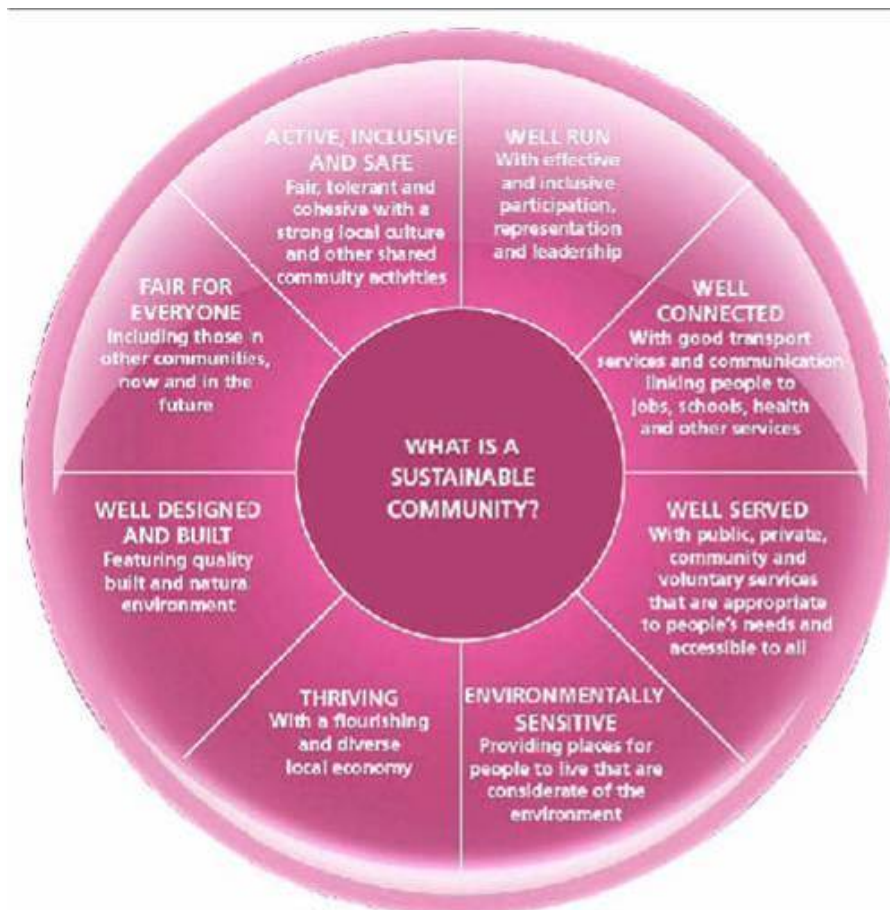 WHAT IS A
SUSTAINABLE
COMMUNITY?
ACTIVE, INCLUSIVE
AND SAFE
Fair, tolerant and
cohesive with a
strong local culture
and other shared
commuity activities
WELL RUN
With effective
and inclusive
participation,
representation
and leadership
WELL
CONNECTED
With good transport
services and communication
linking people to
jobs, schools, health
and other services
WELL SERVED
With public, private,
community and
voluntary services
that are appropriate
to people's needs and
accessible to all
ENVIRONMENTALLY
SENSITIVE
Providing places for
people to live that are
considerate of the
environment
THRIVING
With a flourishing
and diverse
local economy
WELL DESIGNED
AND BUILT
Featuring quality
built and natural
environment
FAIR FOR
EVERYONE
Including those in
other communities,
now and in the
future